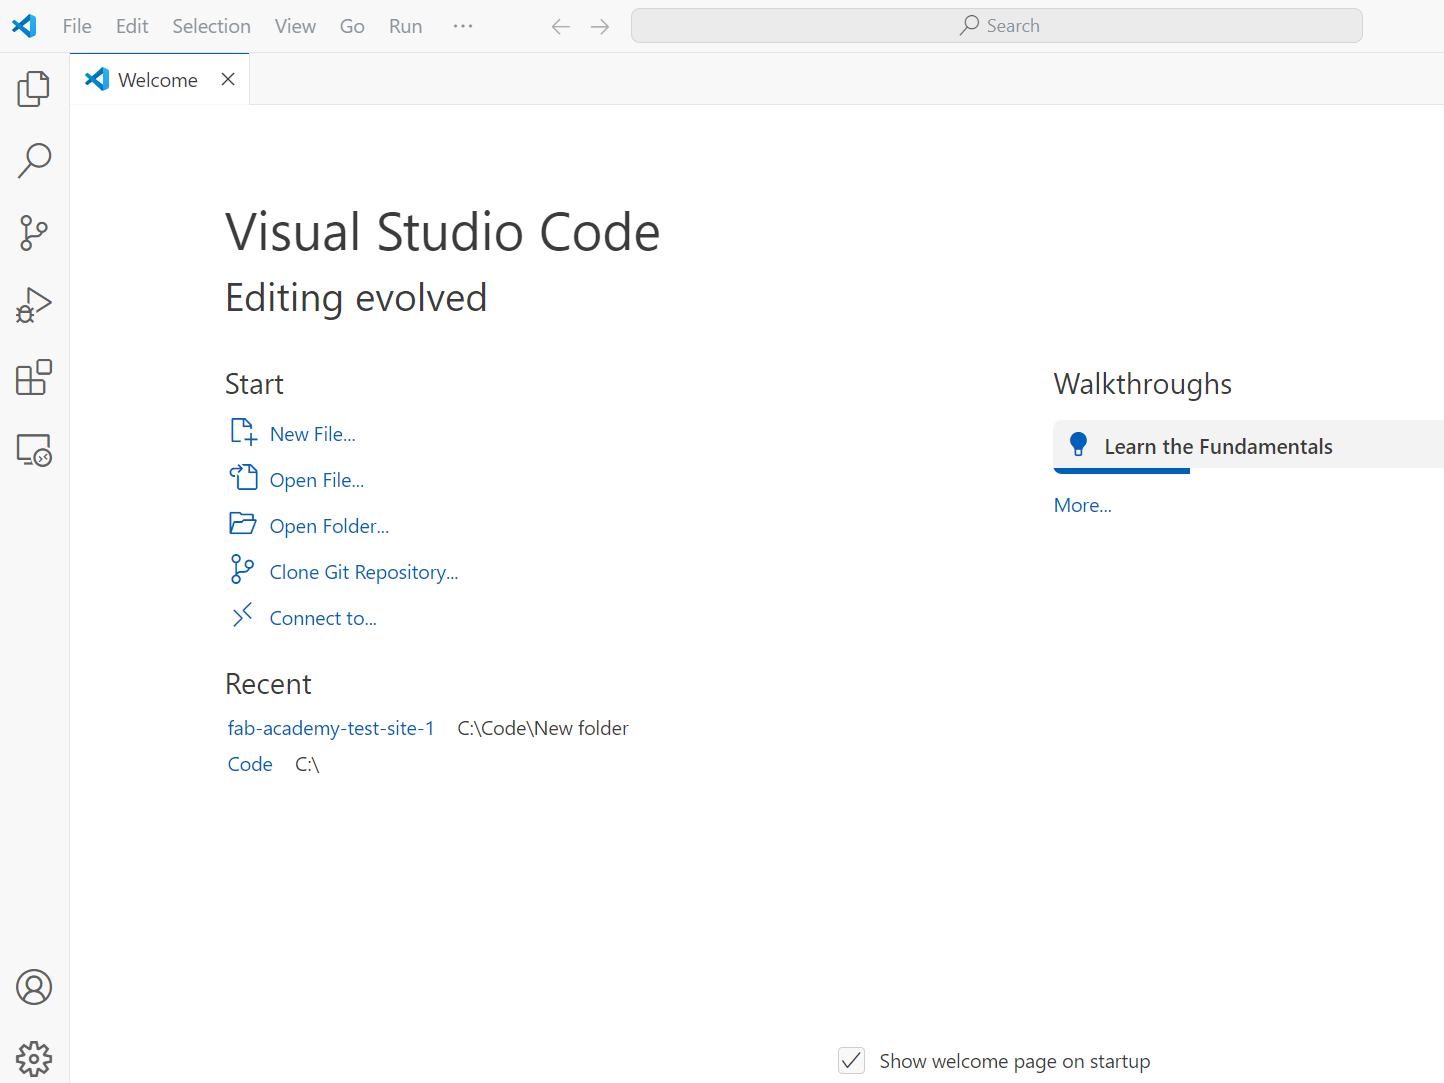 File Edit Selection View Go Run ···
Search
Welcome
Visual Studio Code
Editing evolved
Start
New File...
Open File...
Open Folder...
Clone Git Repository...
Connect to...
Recent
fab-academy-test-site-1 C:\Code\New folder
Code C:\
Walkthroughs
Learn the Fundamentals
More...
Show welcome page on startup